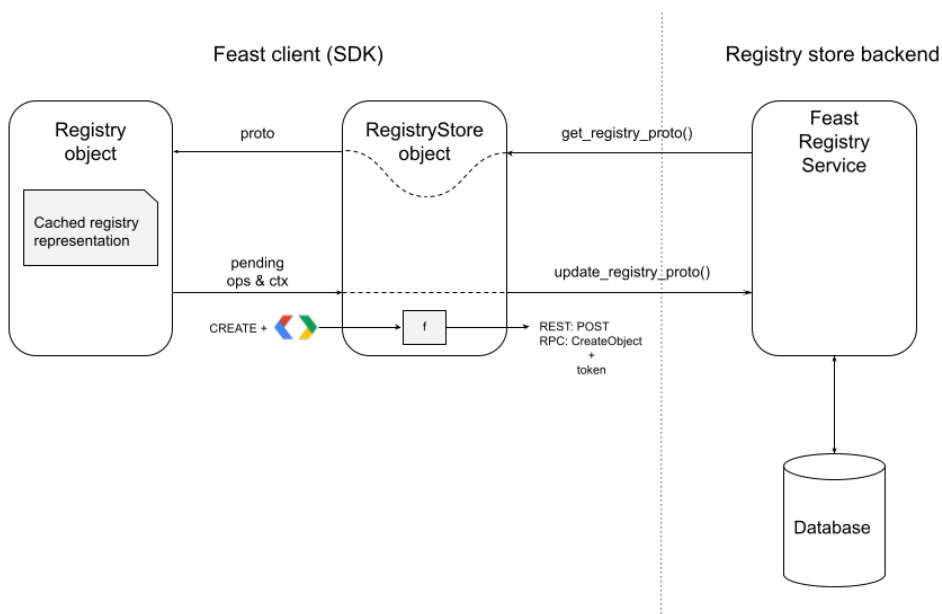 Feast client (SDK)
Registry store backend
Registry
object
Cached registry
representation
proto
pending
ops & ctx
CREATE +
RegistryStore
object
f
get_registry_proto()
update_registry_proto()
REST: POST
RPC: CreateObject
+
token
Feast
Registry
Service
Database